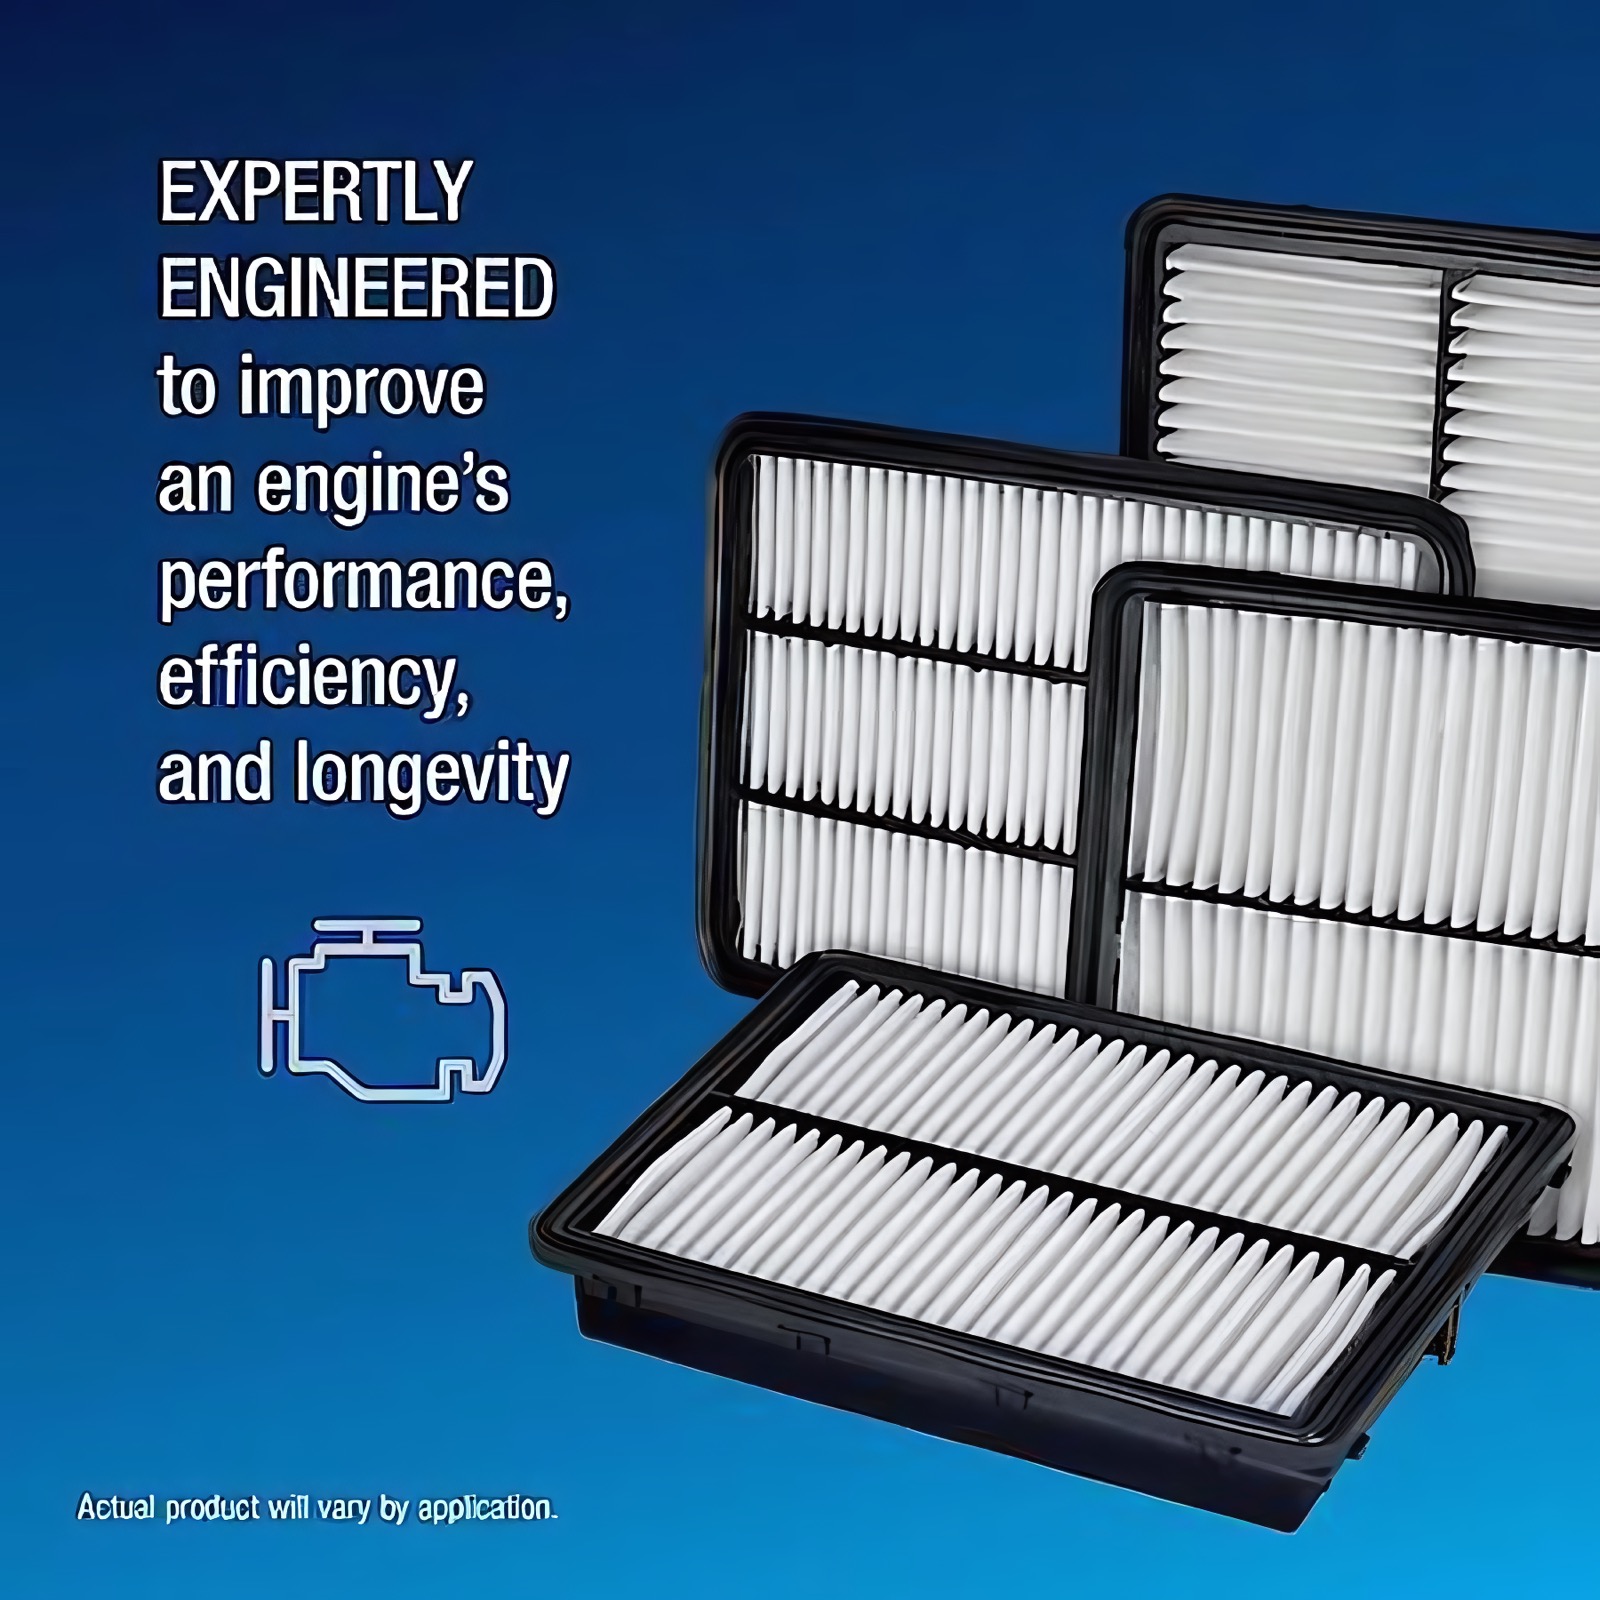 EXPERTLY
ENGINEERED
to improve
an engine’s
performance,
efficiency,
and longevity
Actual product will vary by application.